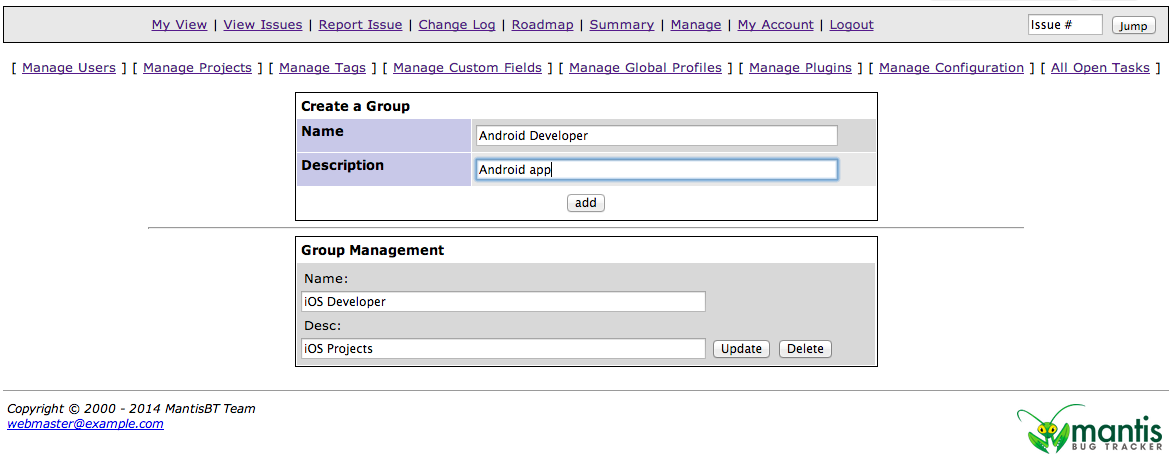 My View | View Issues | Report Issue | Change Log | Roadmap | Summary | Manage | My Account | Logout Issue # Jump
[ Manage Users ] [ Manage Projects ] [ Manage Tags ] [ Manage Custom Fields ] [ Manage Global Profiles ] [ Manage Plugins ] [ Manage Configuration ] [ All Open Tasks ]
Create a Group
Name Android Developer
Description Android app
add
Group Management
Name:
iOS Developer
Desc:
iOS Projects Update Delete
Copyright © 2000 - 2014 MantisBT Team
webmaster@example.com
mantis
BUG TRACKER